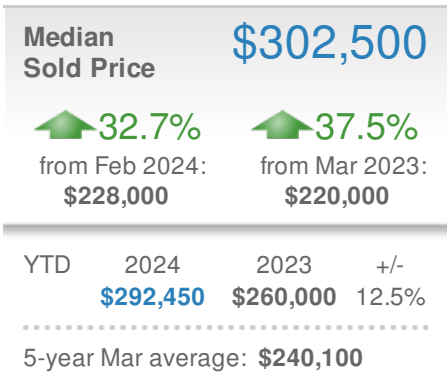 Median
Sold Price
$302,500
32.7% 37.5%
from Feb 2024: from Mar 2023:
$228,000 $220,000
YTD 2024 2023 +/-
$292,450 $260,000 12.5%
5-year Mar average: $240,100